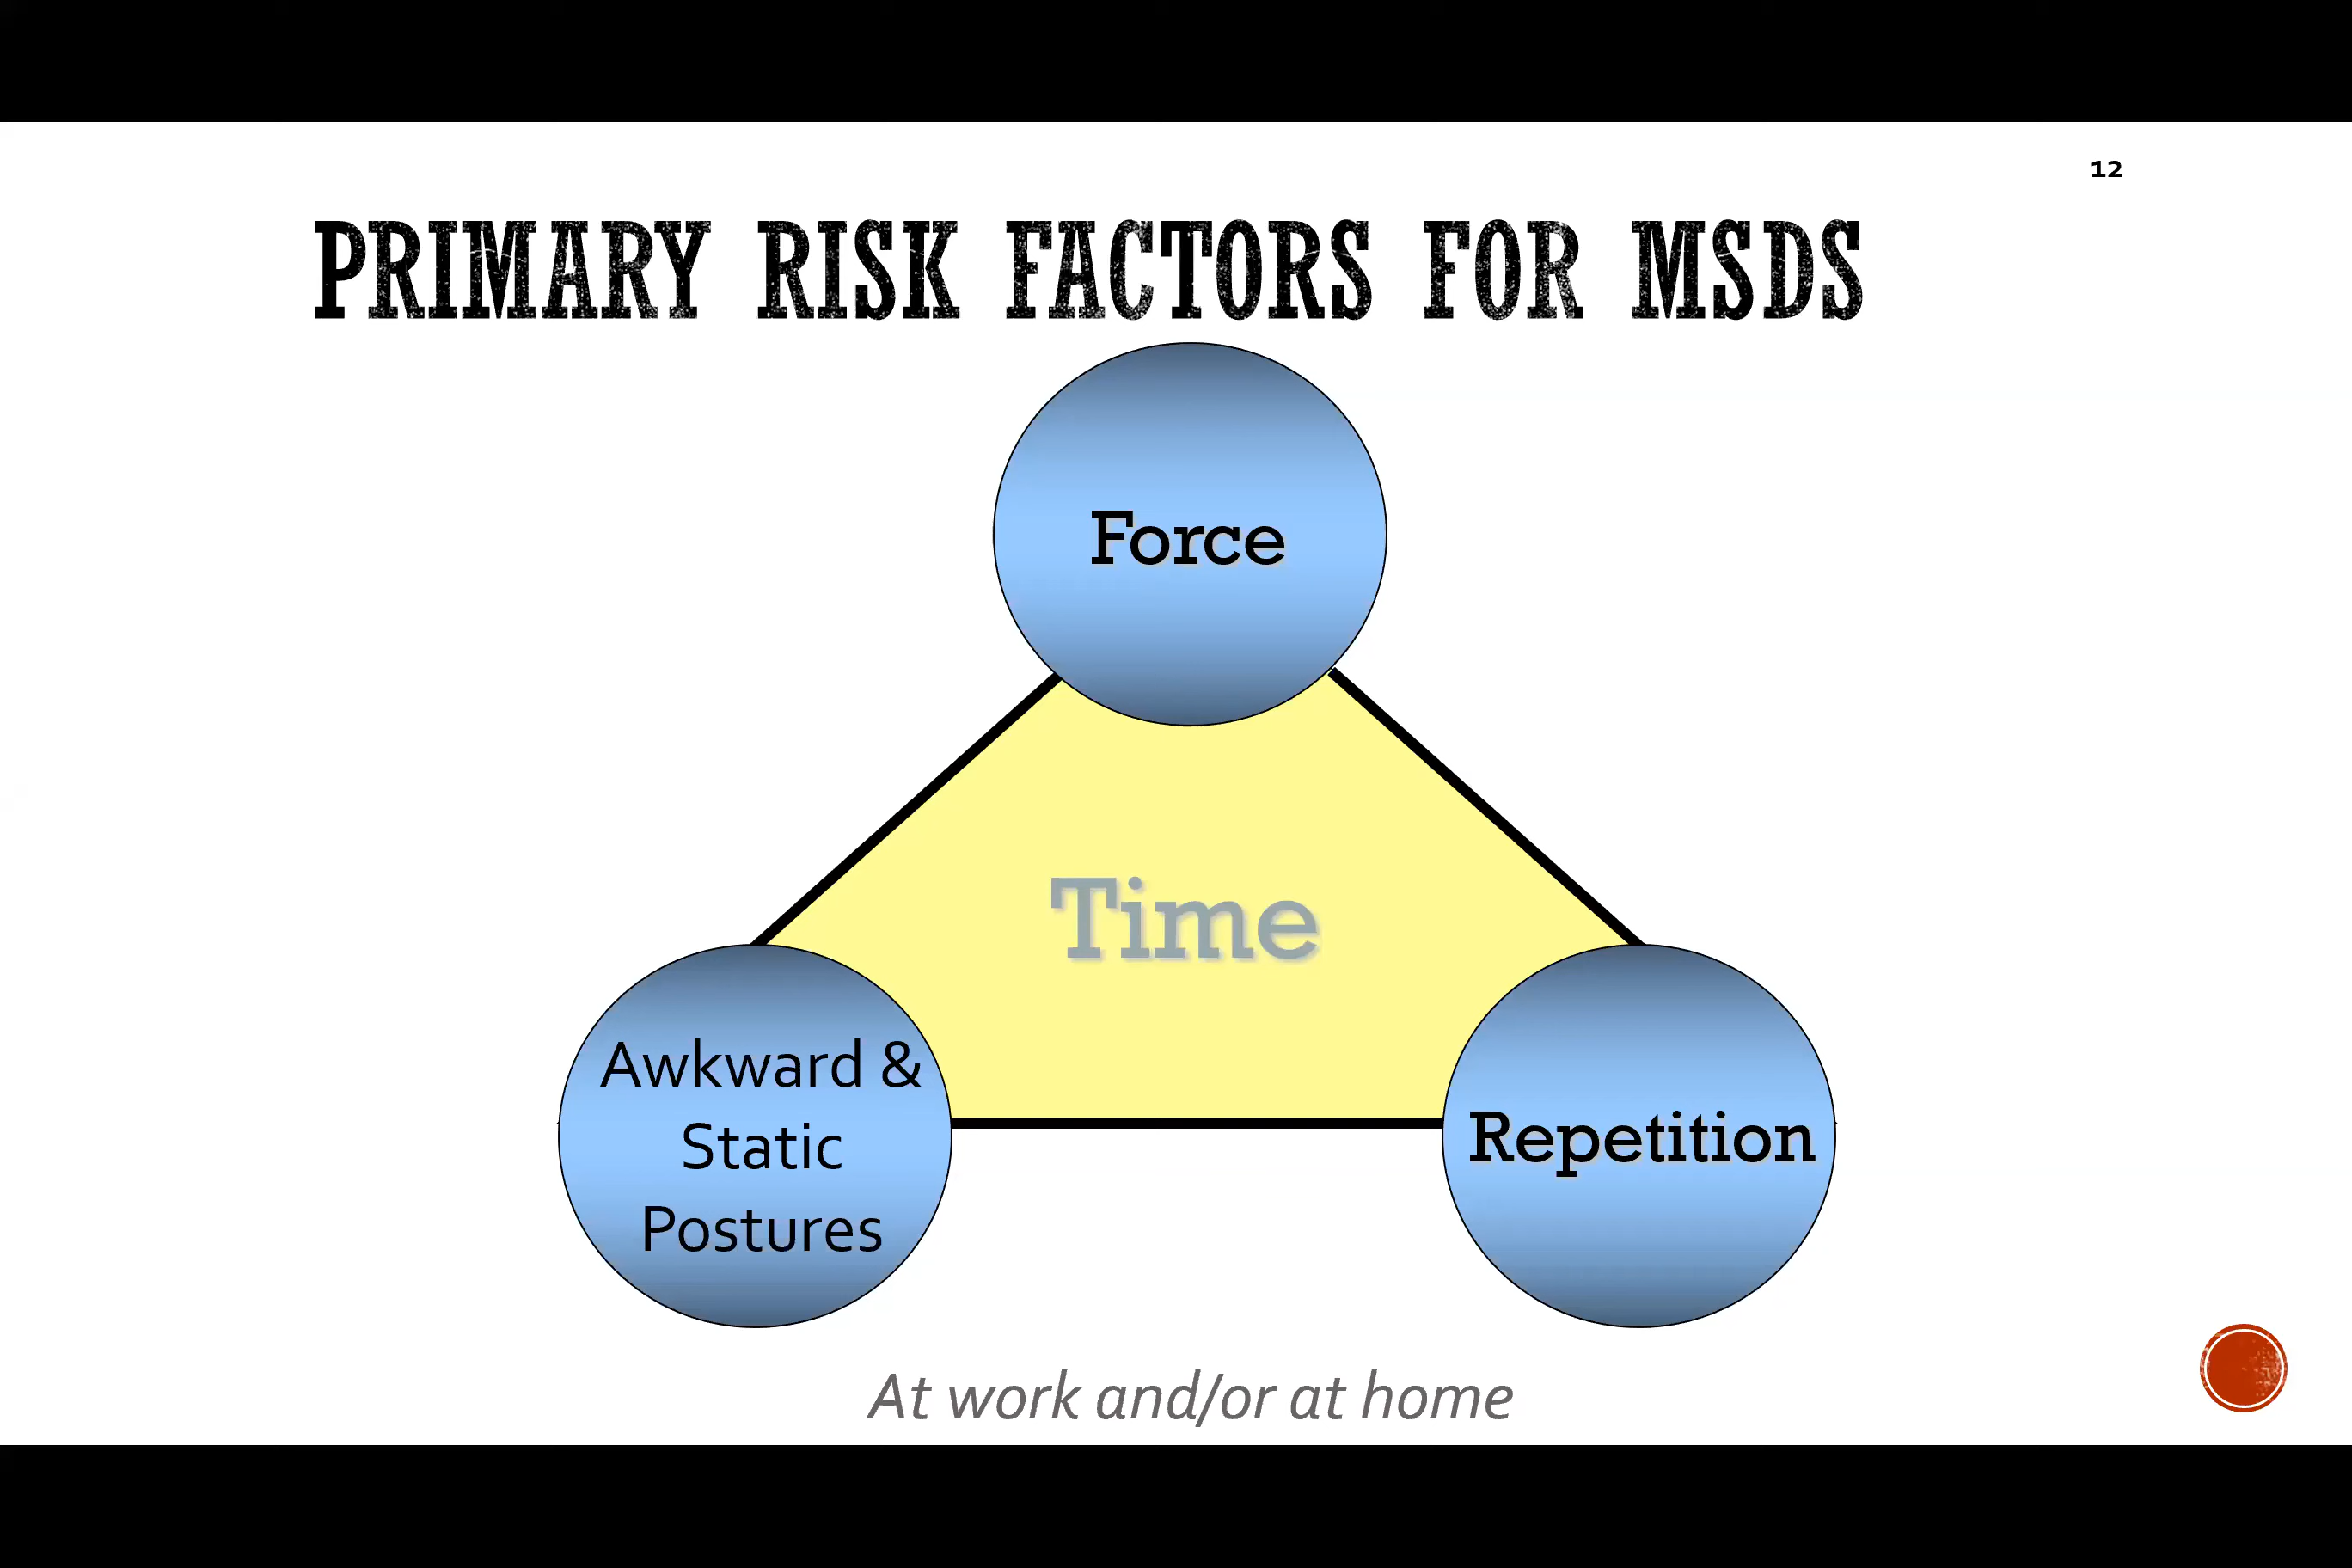 12
PRIMARY RISK FACTORS FOR MSDS
Force
Time
Awkward &
Static
Postures
Repetition
At work and/or at home